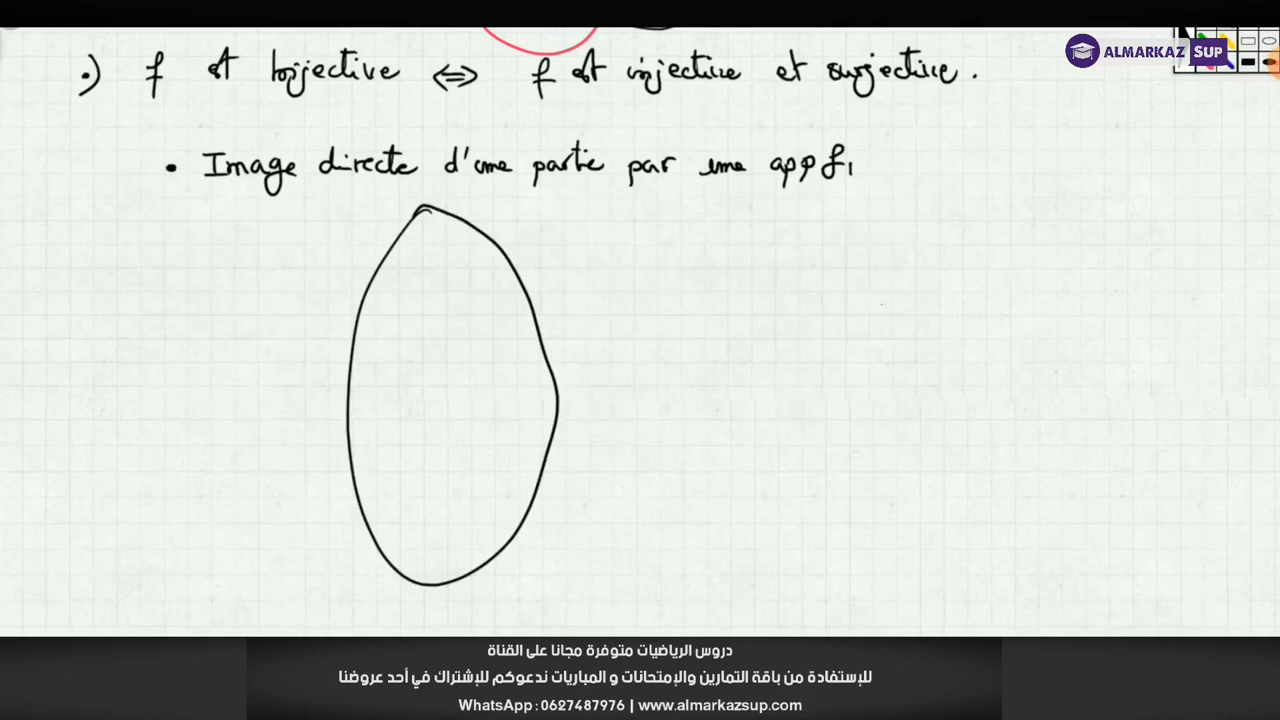 ALMARKAZ SUP
.) f est bijective ⇔ f est injective et surjective.
• Image directe d'une partie par une app f,
دروس الرياضيات متوفرة مجانا على القناة
للإستفادة من باقة التمارين والإمتحانات و المباريات ندعوكم للإشتراك في أحد عروضنا
WhatsApp : 0627487976 | www.almarkazsup.com